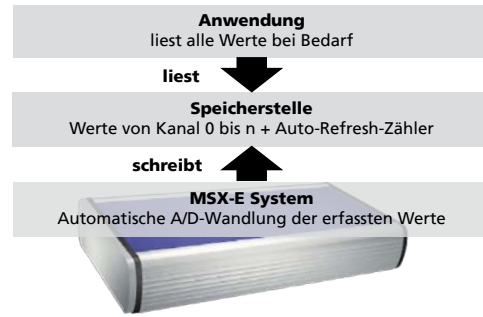 Anwendung
liest alle Werte bei Bedarf
liest
Speicherstelle
Werte von Kanal 0 bis n + Auto-Refresh-Zähler
schreibt
MSX-E System
Automatische A/D-Wandlung der erfassten Werte